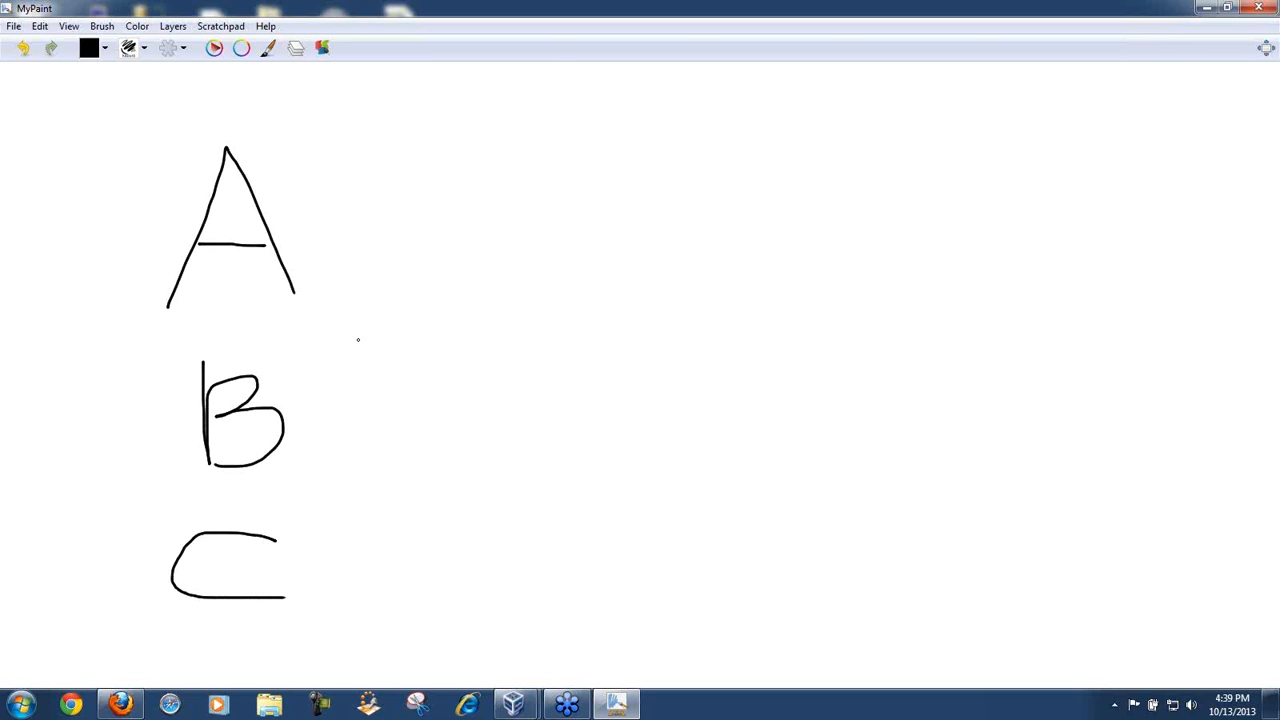 MyPaint
File Edit View Brush Color Layers Scratchpad Help
A
B
C
4:39 PM
10/13/2013